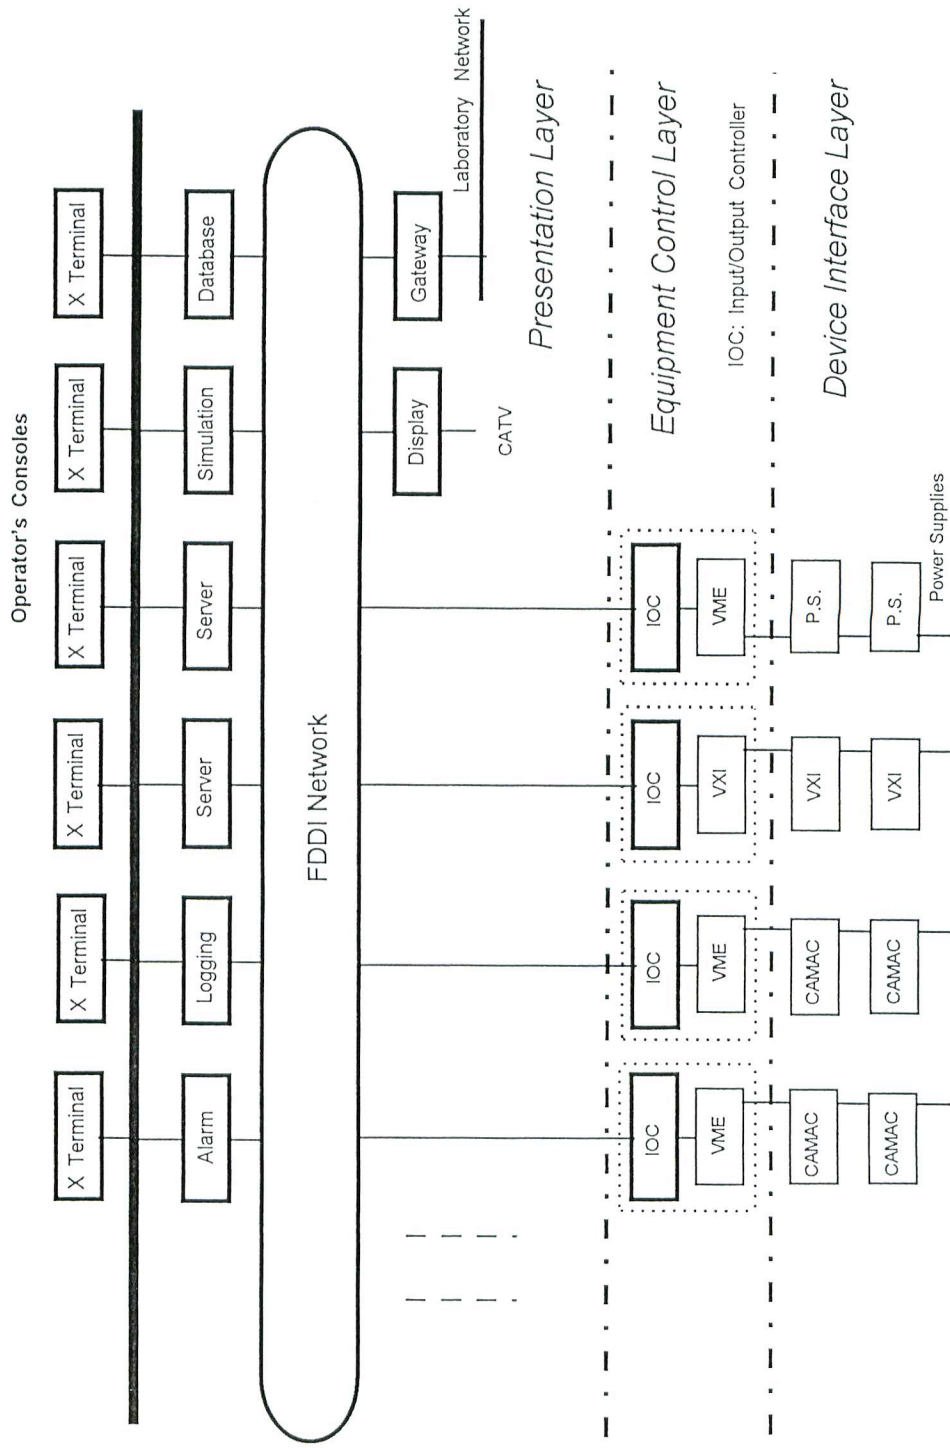 Operator's Consoles
X Terminal
X Terminal
X Terminal
X Terminal
X Terminal
X Terminal
Alarm
Logging
Server
Server
Simulation
Database
FDDI Network
Display
Gateway
CATV
Laboratory Network
Presentation Layer
IOC
IOC
IOC
IOC
Equipment Control Layer
VME
VME
VXI
VME
IOC: Input/Output Controller
CAMAC
CAMAC
VXI
P.S.
Device Interface Layer
CAMAC
CAMAC
VXI
P.S.
Power Supplies